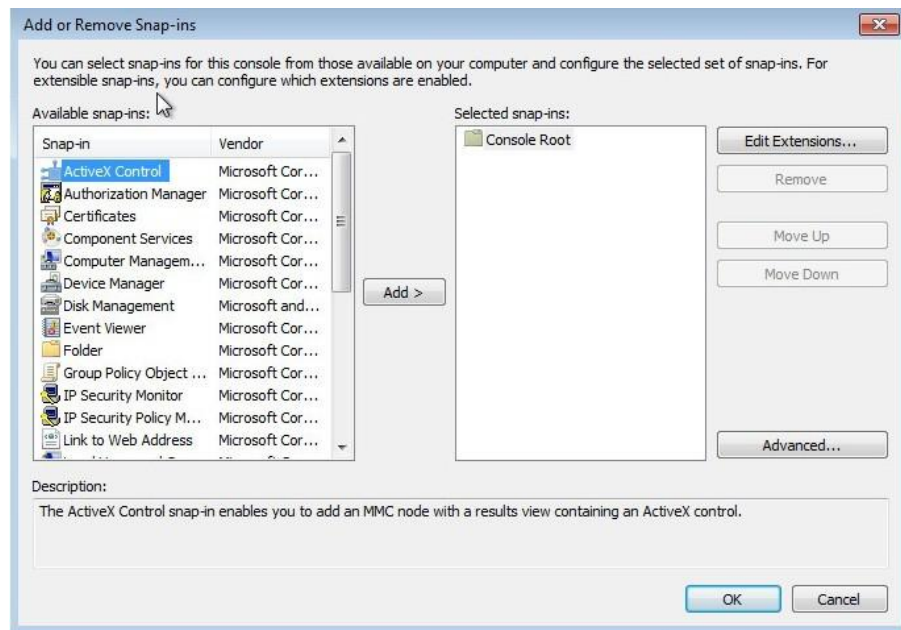 Add or Remove Snap-ins
You can select snap-ins for this console from those available on your computer and configure the selected set of snap-ins. For
extensible snap-ins, you can configure which extensions are enabled.
Available snap-ins:
Selected snap-ins:
Snap-in Vendor
ActiveX Control Microsoft Cor...
Authorization Manager Microsoft Cor...
Certificates Microsoft Cor...
Component Services Microsoft Cor...
Computer Managem... Microsoft Cor...
Device Manager Microsoft Cor...
Disk Management Microsoft and...
Event Viewer Microsoft Cor...
Folder Microsoft Cor...
Group Policy Object ... Microsoft Cor...
IP Security Monitor Microsoft Cor...
IP Security Policy M... Microsoft Cor...
Link to Web Address Microsoft Cor...
Add >
Console Root
Edit Extensions...
Remove
Move Up
Move Down
Advanced...
Description:
The ActiveX Control snap-in enables you to add an MMC node with a results view containing an ActiveX control.
OK
Cancel